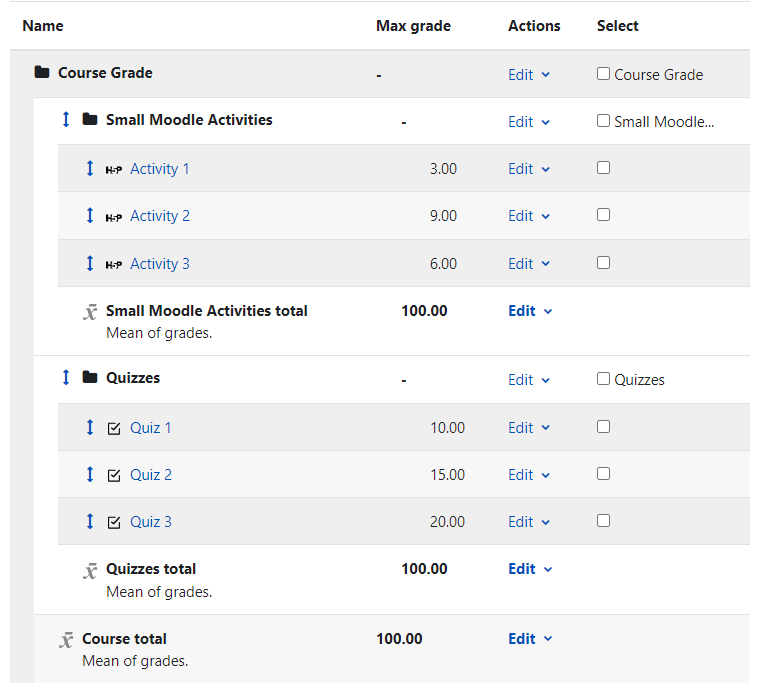 Name Max grade Actions Select
Course Grade - Edit Course Grade
Small Moodle Activities - Edit Small Moodle...
H-P Activity 1 3.00 Edit
H-P Activity 2 9.00 Edit
H-P Activity 3 6.00 Edit
x̄ Small Moodle Activities total 100.00 Edit
Mean of grades.
Quizzes - Edit Quizzes
Quiz 1 10.00 Edit
Quiz 2 15.00 Edit
Quiz 3 20.00 Edit
x̄ Quizzes total 100.00 Edit
Mean of grades.
x̄ Course total 100.00 Edit
Mean of grades.